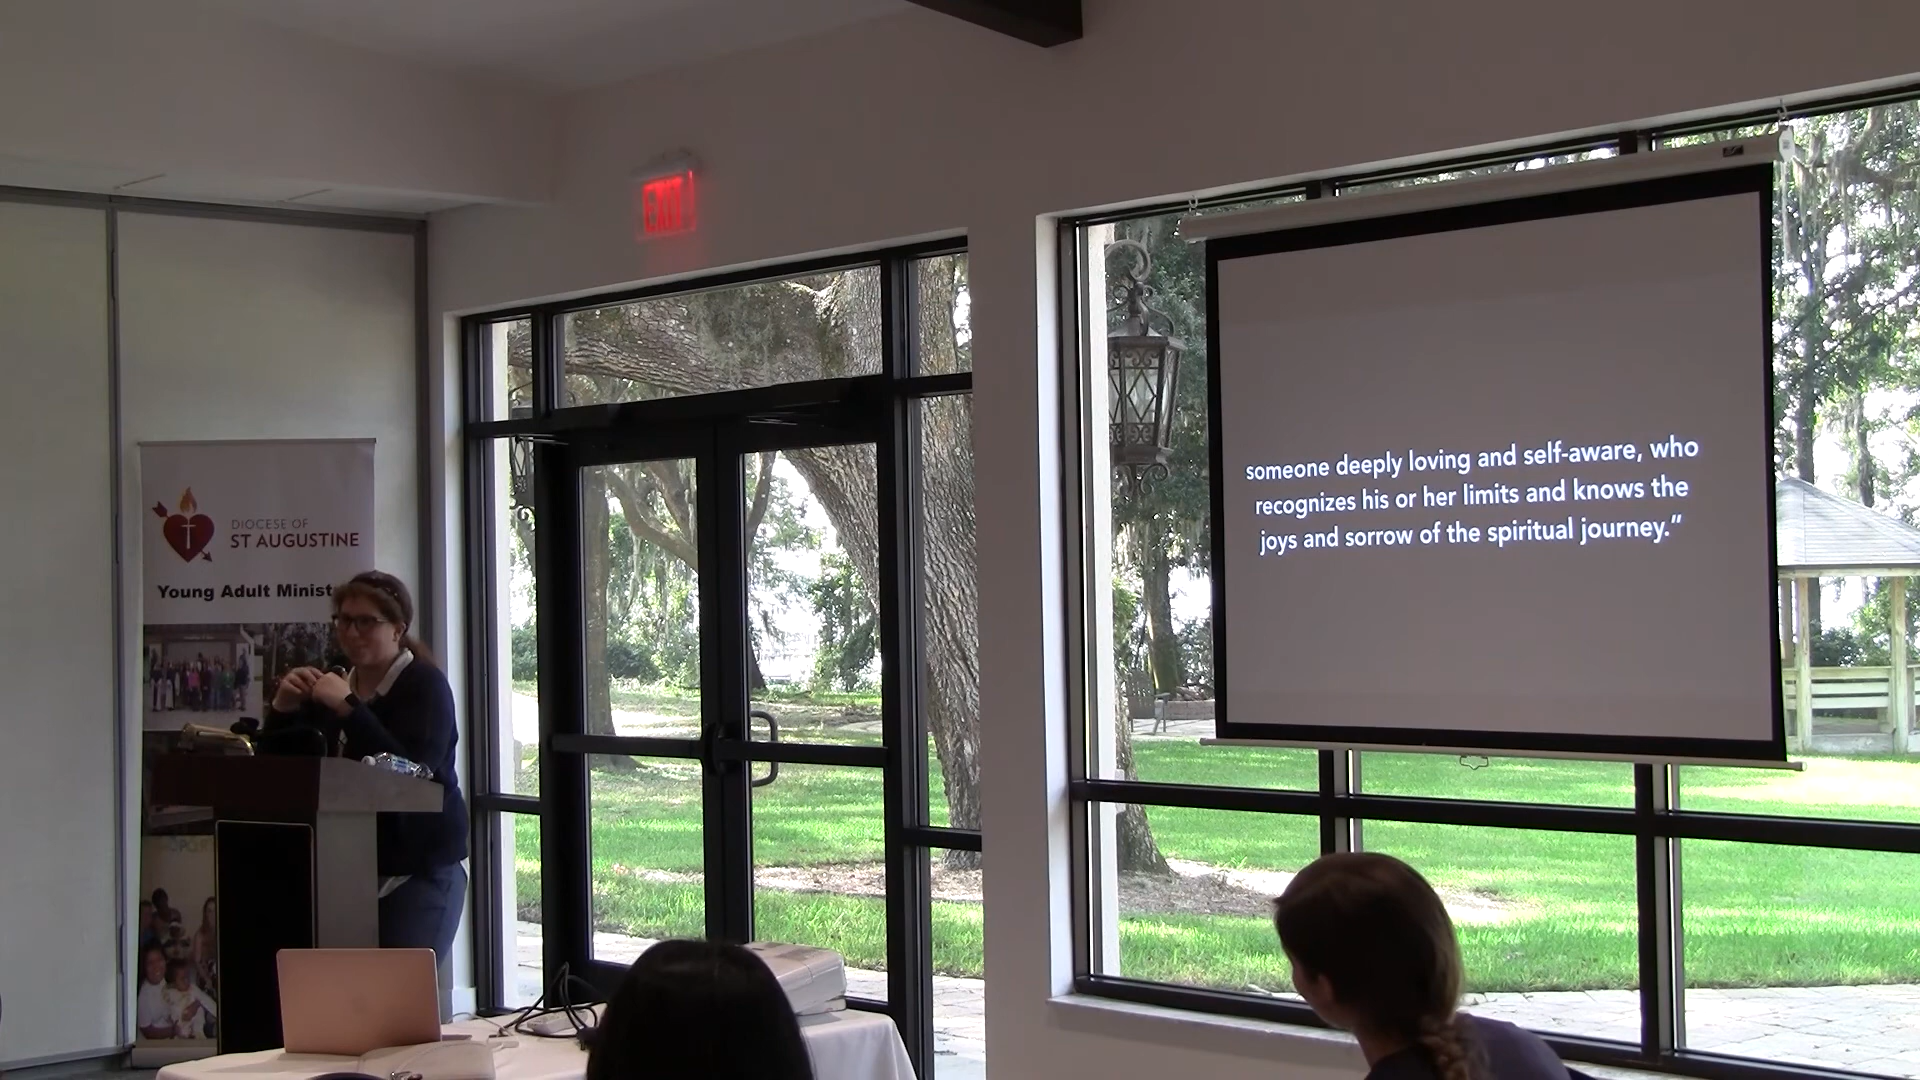 EXIT
DIOCESE OF
ST AUGUSTINE
Young Adult Minist
someone deeply loving and self-aware, who
recognizes his or her limits and knows the
joys and sorrow of the spiritual journey.”